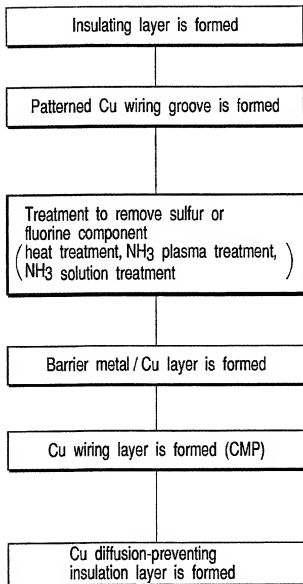 Insulating layer is formed
Patterned Cu wiring groove is formed
Treatment to remove sulfur or
fluorine component
(heat treatment, NH3 plasma treatment,
NH3 solution treatment)
Barrier metal / Cu layer is formed
Cu wiring layer is formed (CMP)
Cu diffusion-preventing
insulation layer is formed